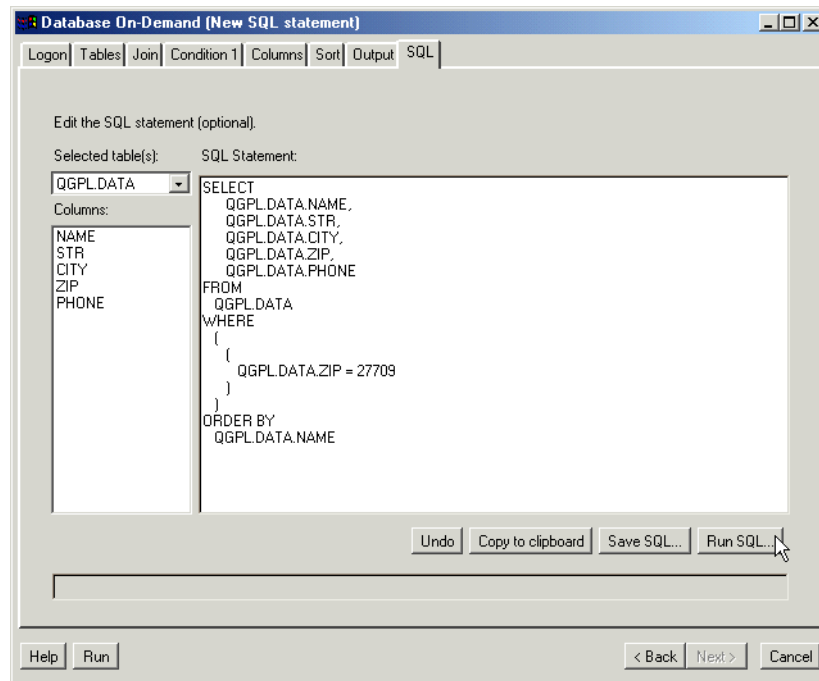 Database On-Demand (New SQL statement)
Logon Tables Join Condition 1 Columns Sort Output SQL
Edit the SQL statement (optional).
Selected table(s):
QGPL.DATA
Columns:
NAME
STR
CITY
ZIP
PHONE
SQL Statement:
SELECT
QGPL.DATA.NAME,
QGPL.DATA.STR,
QGPL.DATA.CITY,
QGPL.DATA.ZIP,
QGPL.DATA.PHONE
FROM
QGPL.DATA
WHERE
(
(
QGPL.DATA.ZIP = 27709
)
)
ORDER BY
QGPL.DATA.NAME
Undo Copy to clipboard Save SQL... Run SQL...
Help Run < Back Next > Cancel